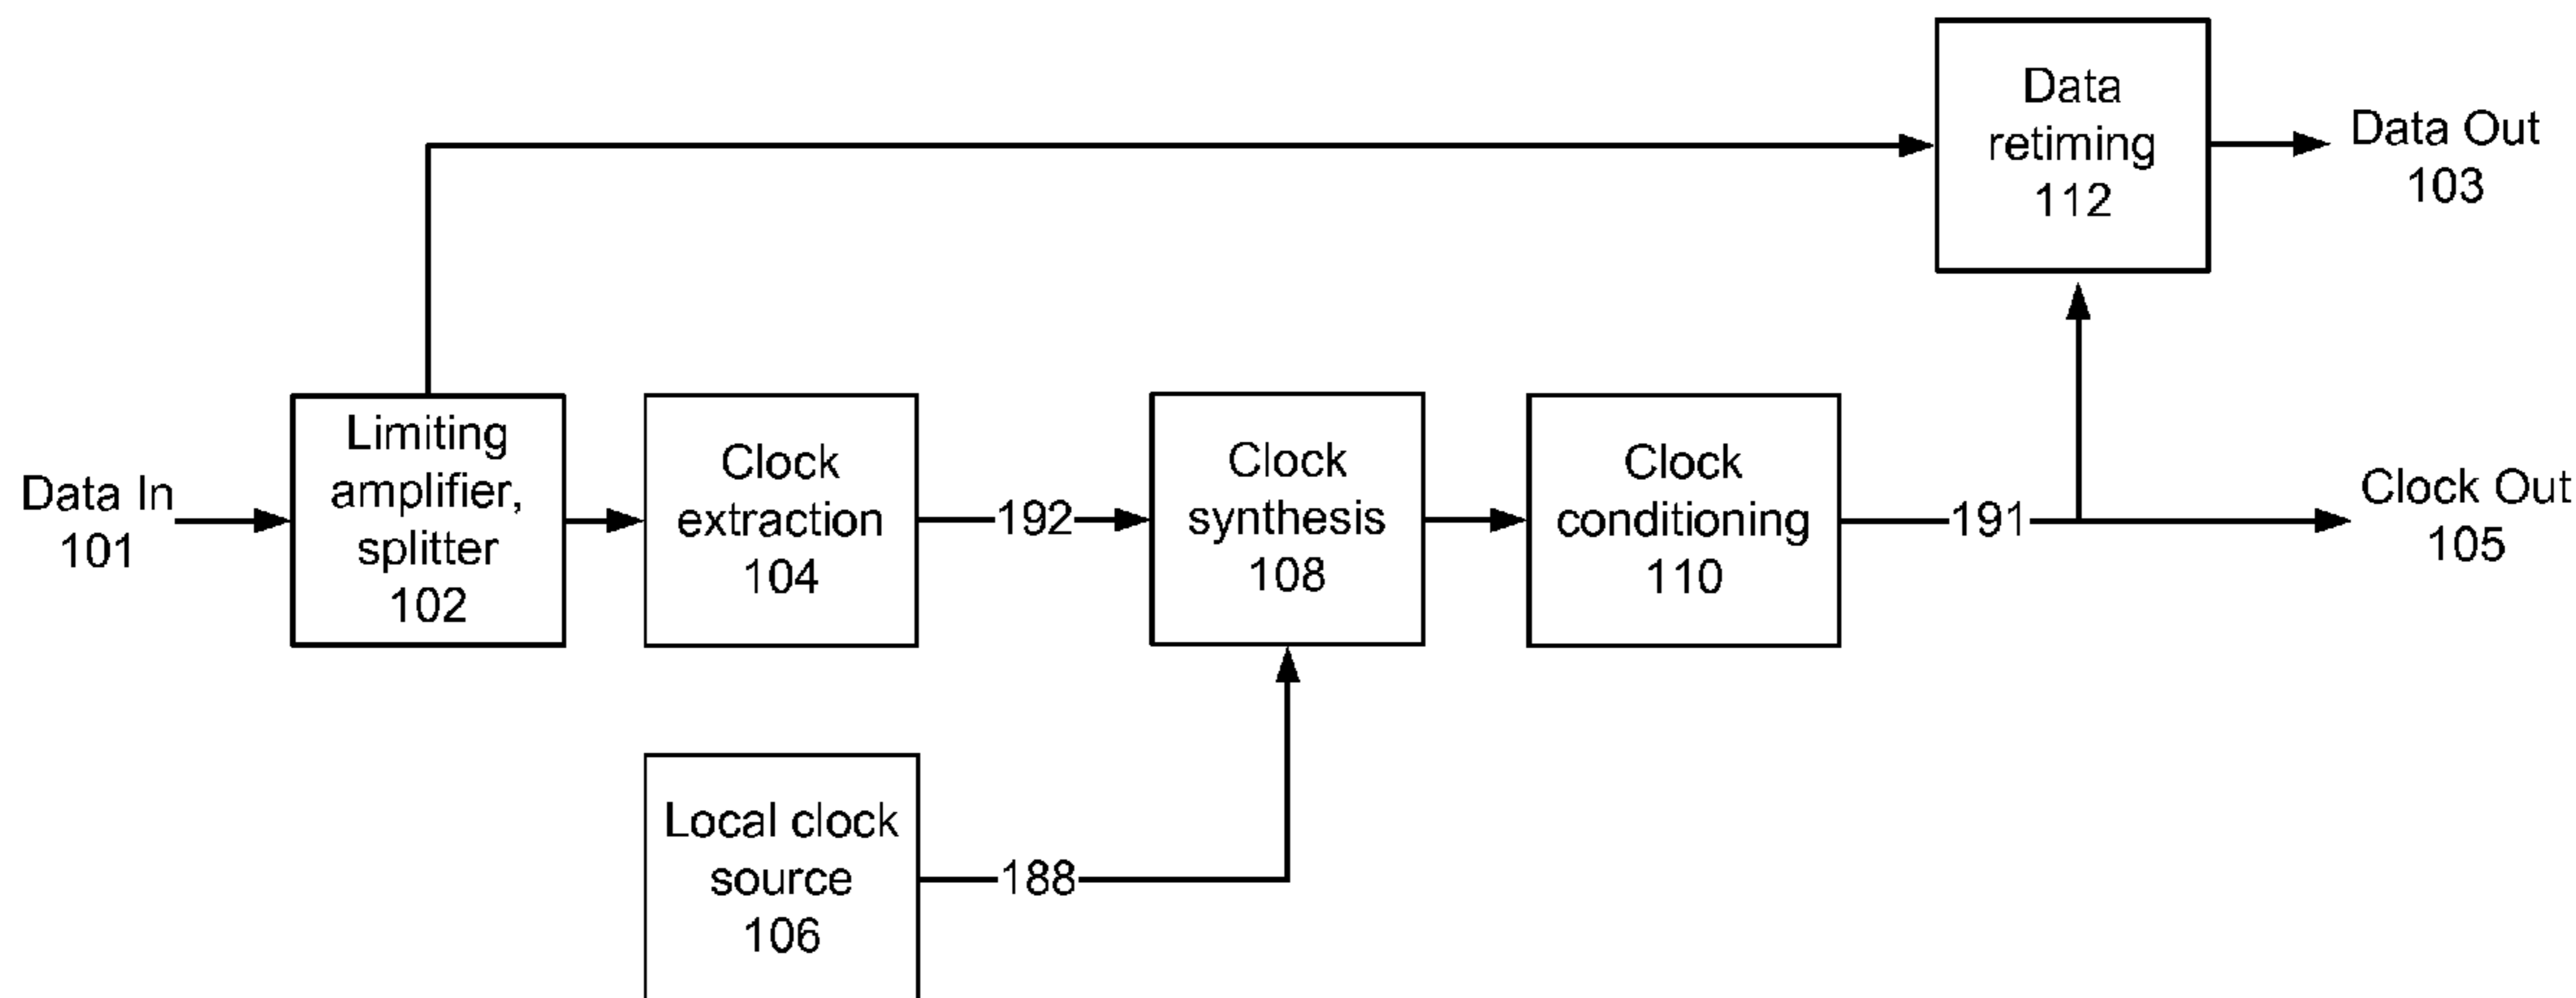 Data
retiming
112
Data Out
103
Data In
101
Limiting
amplifier,
splitter
102
Clock
extraction
104
192
Clock
synthesis
108
Clock
conditioning
110
191
Clock Out
105
Local clock
source
106
188